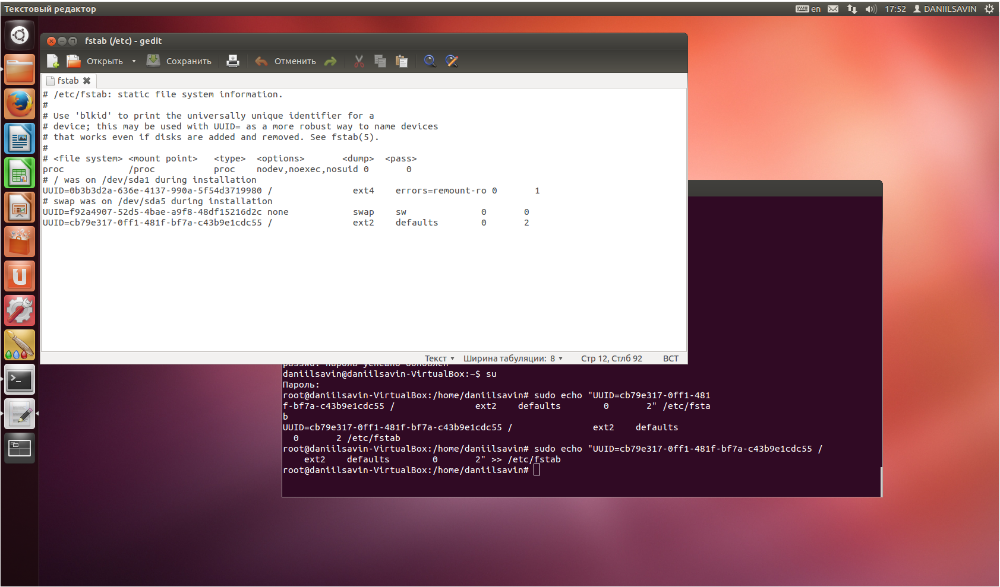 Текстовый редактор
en
17:52
DANIILSAVIN
fstab (/etc) - gedit
Открыть
Сохранить
Отменить
fstab
# /etc/fstab: static file system information.
#
# Use 'blkid' to print the universally unique identifier for a
# device; this may be used with UUID= as a more robust way to name devices
# that works even if disks are added and removed. See fstab(5).
#
# <file system> <mount point>   <type>  <options>       <dump>  <pass>
proc            /proc           proc    nodev,noexec,nosuid 0       0
# / was on /dev/sda1 during installation
UUID=0b3b3d2a-636e-4137-990a-5f54d3719980 /               ext4    errors=remount-ro 0       1
# swap was on /dev/sda5 during installation
UUID=f92a4907-52d5-4bae-a9f8-48df15216d2c none            swap    sw              0       0
UUID=cb79e317-0ff1-481f-bf7a-c43b9e1cdc55 /               ext2    defaults        0       2
Текст
Ширина табуляции: 8
Стр 12, Стлб 92
ВСТ
passwd: пароль успешно обновлён
daniilsavin@daniilsavin-VirtualBox:~$ su
Пароль:
root@daniilsavin-VirtualBox:/home/daniilsavin# sudo echo "UUID=cb79e317-0ff1-481
f-bf7a-c43b9e1cdc55 /               ext2    defaults        0       2" /etc/fsta
b
UUID=cb79e317-0ff1-481f-bf7a-c43b9e1cdc55 /               ext2    defaults
  0       2 /etc/fstab
root@daniilsavin-VirtualBox:/home/daniilsavin# sudo echo "UUID=cb79e317-0ff1-481f-bf7a-c43b9e1cdc55 /
    ext2    defaults        0       2" >> /etc/fstab
root@daniilsavin-VirtualBox:/home/daniilsavin#